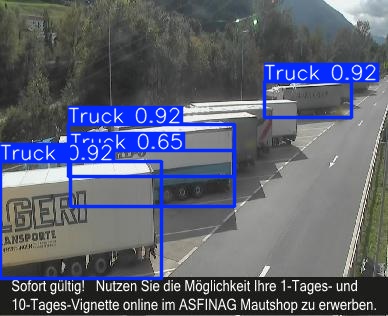 Truck 0.92
Truck 0.92
Truck 0.65
Truck 0.92
LGERI
TRANSPORTE
Sofort gültig! Nutzen Sie die Möglichkeit Ihre 1-Tages- und
10-Tages-Vignette online im ASFINAG Mautshop zu erwerben.